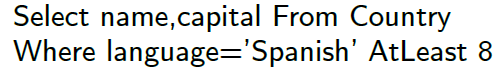 Select name,capital From Country
Where language='Spanish' AtLeast 8